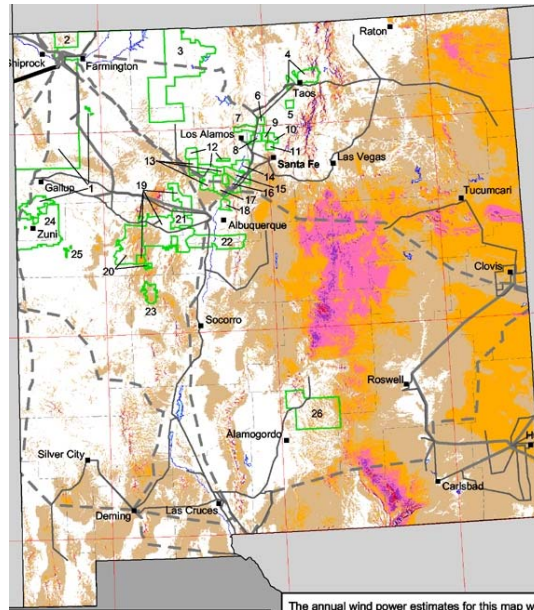 Raton
2
3
Shiprock
Farmington
4
Taos
6
5
7
9
Los Alamos
10
12
8
11
13
Santa Fe
Las Vegas
14
Gallup
1
15
19
16
17
Tucumcari
24
21
18
Albuquerque
Zuni
22
25
20
Clovis
23
Socorro
Roswell
26
Alamogordo
Silver City
H
Carlsbad
Deming
Las Cruces
The annual wind power estimates for this map w